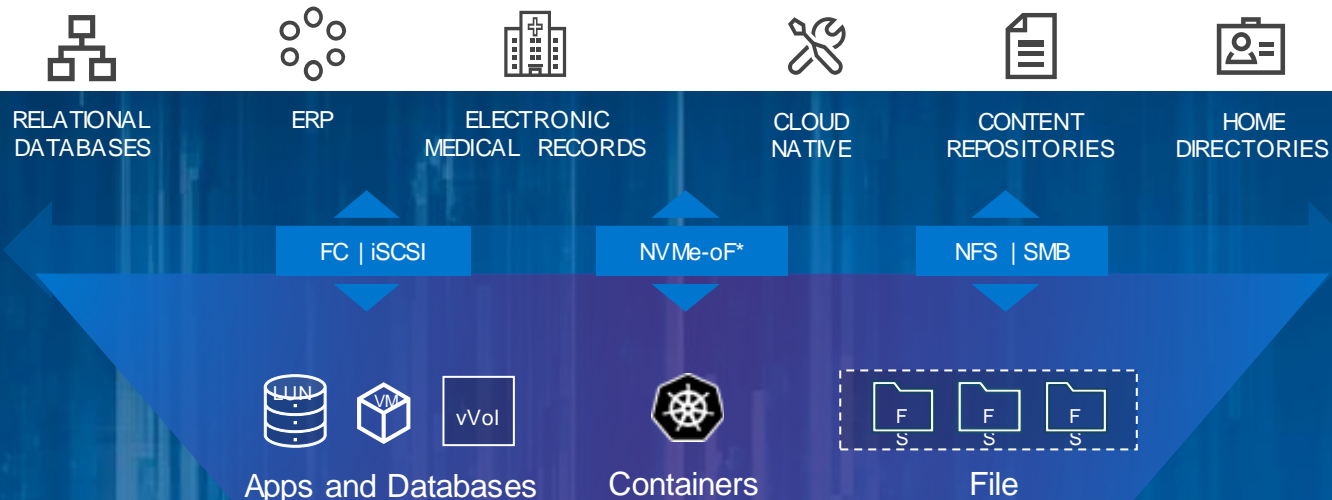 RELATIONAL
DATABASES
ERP
ELECTRONIC
MEDICAL RECORDS
CLOUD
NATIVE
CONTENT
REPOSITORIES
HOME
DIRECTORIES
FC | iSCSI
NVMe-oF*
NFS | SMB
LUN
VM
vVol
F
S
F
S
F
S
Apps and Databases
Containers
File